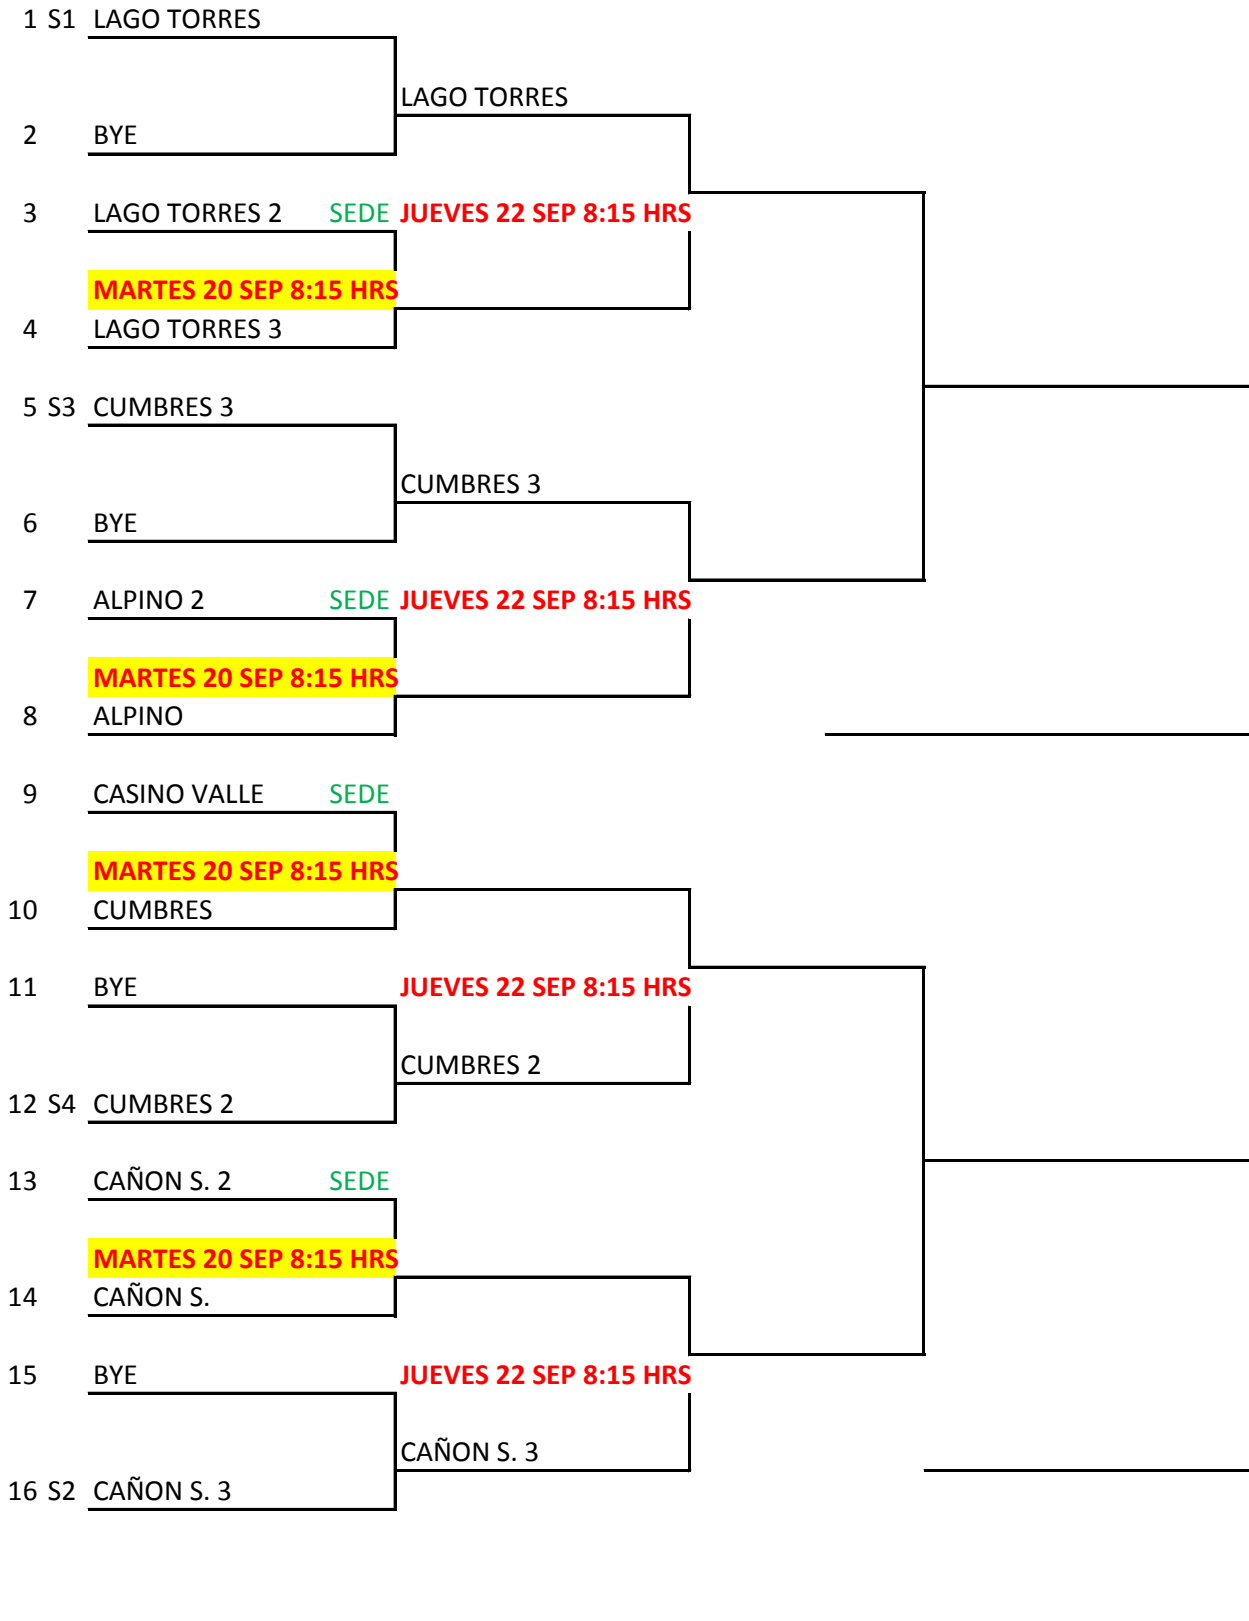 1 S1 LAGO TORRES
LAGO TORRES
2 BYE
3 LAGO TORRES 2 SEDE JUEVES 22 SEP 8:15 HRS
MARTES 20 SEP 8:15 HRS
4 LAGO TORRES 3
5 S3 CUMBRES 3
CUMBRES 3
6 BYE
7 ALPINO 2 SEDE JUEVES 22 SEP 8:15 HRS
MARTES 20 SEP 8:15 HRS
8 ALPINO
9 CASINO VALLE SEDE
MARTES 20 SEP 8:15 HRS
10 CUMBRES
11 BYE JUEVES 22 SEP 8:15 HRS
CUMBRES 2
12 S4 CUMBRES 2
13 CAÑON S. 2 SEDE
MARTES 20 SEP 8:15 HRS
14 CAÑON S.
15 BYE JUEVES 22 SEP 8:15 HRS
CAÑON S. 3
16 S2 CAÑON S. 3